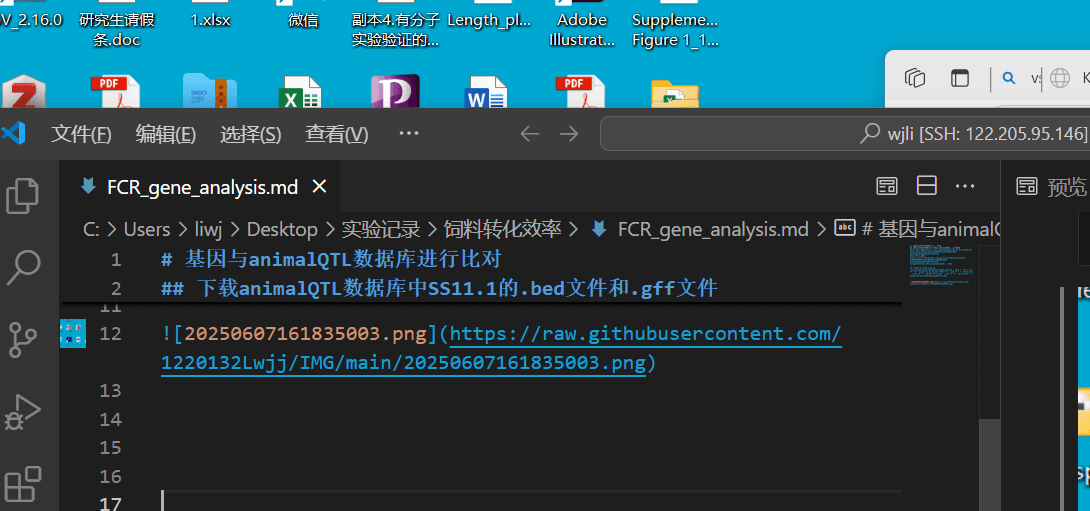 V_2.16.0
研究生请假
条.doc
1.xlsx
微信
副本4.有分子
实验验证的...
Length_pl...
Adobe
Illustrat...
Suppleme...
Figure 1_1...
PDF
ZIP
PDF
文件(F)
编辑(E)
选择(S)
查看(V)
···
wjli [SSH: 122.205.95.146]
FCR_gene_analysis.md
预览
C: > Users > liwj > Desktop > 实验记录 > 饲料转化效率 > FCR_gene_analysis.md > # 基因与animalQ
1 # 基因与animalQTL数据库进行比对
2 ## 下载animalQTL数据库中SS11.1的.bed文件和.gff文件
11
12 ![20250607161835003.png](https://raw.githubusercontent.com/
1220132Lwjj/IMG/main/20250607161835003.png)
13
14
15
16
17